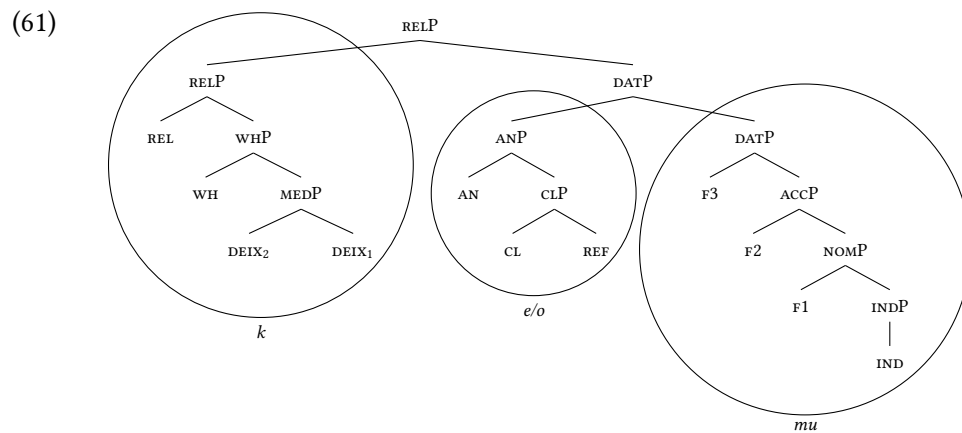 (61)
RELP
RELP DATP
REL WHP ANP DATP
WH MEDP AN CLP F3 ACCP
DEIX₂ DEIX₁ CL REF F2 NOMP
F1 INDP
k e/o
IND
mu